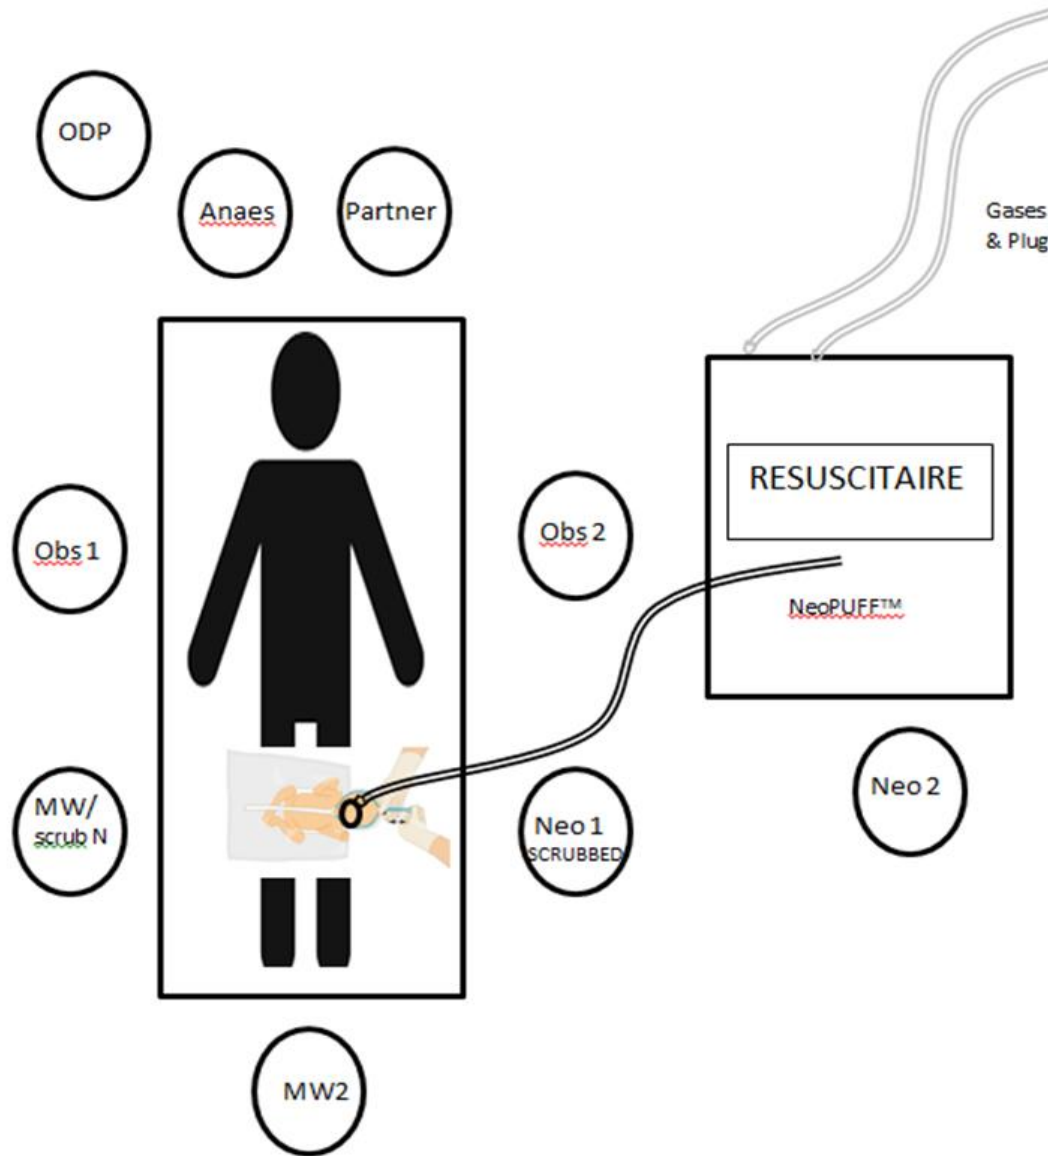 ODP
Anaes
Partner
Gases
& Plug
RESUSCITAIRE
Obs 1
Obs 2
NeoPUFF™
MW/
scrub N
Neo 1
SCRUBBED
Neo 2
MW2